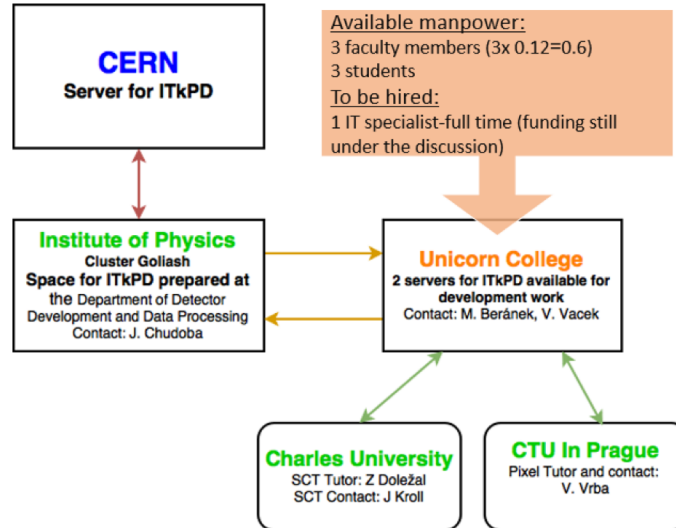 CERN
Server for ITkPD
Available manpower:
3 faculty members (3x 0.12=0.6)
3 students
To be hired:
1 IT specialist-full time (funding still
under the discussion)
Institute of Physics
Cluster Goliash
Space for ITkPD prepared at
the Department of Detector
Development and Data Processing
Contact: J. Chudoba
Unicorn College
2 servers for ITkPD available for
development work
Contact: M. Beránek, V. Vacek
Charles University
SCT Tutor: Z Doležal
SCT Contact: J Kroll
CTU In Prague
Pixel Tutor and contact:
V. Vrba